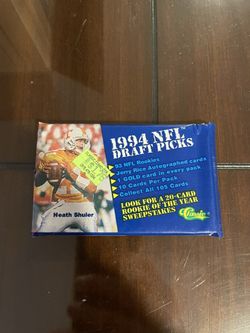 1994 NFL
DRAFT PICKS
93 NFL Rookies
Jerry Rice Autographed cards
1 GOLD card in every pack
10 Cards Per Pack
Collect All 105 Cards
LOOK FOR A 20-CARD
ROOKIE OF THE YEAR
SWEEPSTAKES
Heath Shuler
Classic